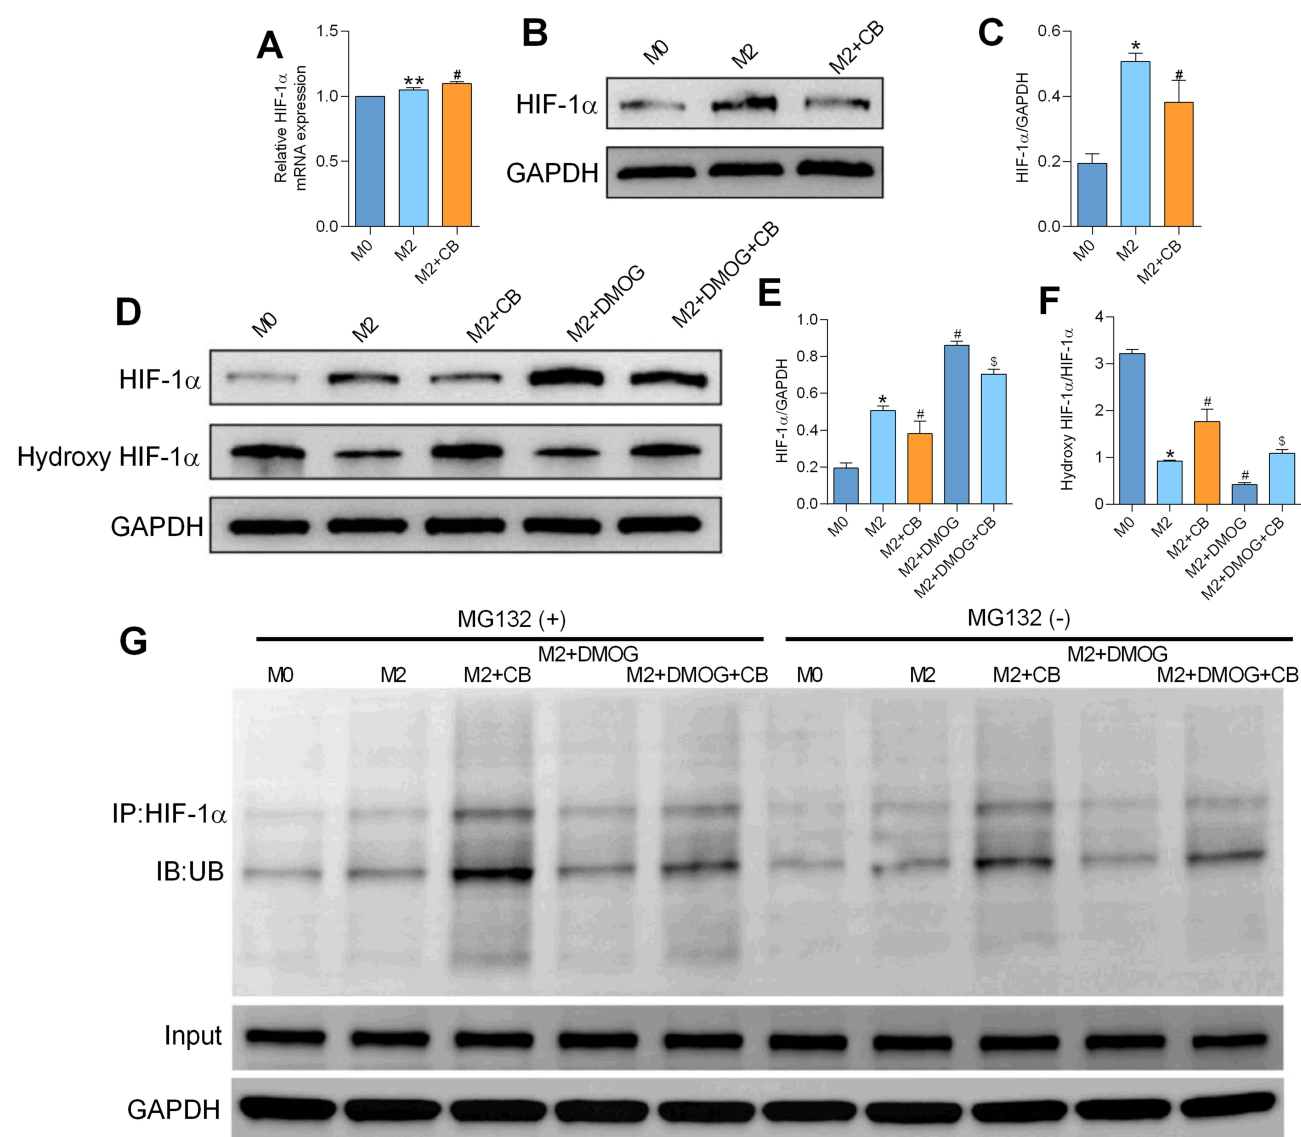 A
Relative HIF-1α
mRNA expression
1.5
1.0
0.5
0.0
**
#
M0
M2
M2+CB
B
M0
M2
M2+CB
HIF-1α
GAPDH
C
HIF-1α/GAPDH
0.6
0.4
0.2
0.0
*
#
M0
M2
M2+CB
D
M0
M2
M2+CB
M2+DMOG
M2+DMOG+CB
HIF-1α
Hydroxy HIF-1α
GAPDH
E
HIF-1α/GAPDH
1.0
0.8
0.6
0.4
0.2
0.0
*
#
#
$
M0
M2
M2+CB
M2+DMOG
M2+DMOG+CB
F
Hydroxy HIF-1α/HIF-1α
4
3
2
1
0
*
#
#
$
M0
M2
M2+CB
M2+DMOG
M2+DMOG+CB
G
MG132 (+)
MG132 (-)
M0 M2 M2+CB M2+DMOG M2+DMOG+CB M0 M2 M2+CB M2+DMOG M2+DMOG+CB
IP:HIF-1α
IB:UB
Input
GAPDH